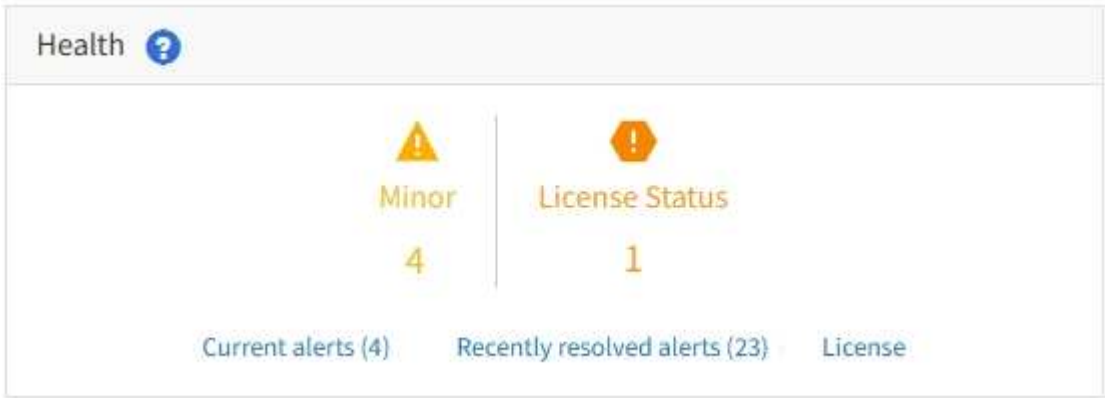 Health ?
Minor
License Status
4
1
Current alerts (4) Recently resolved alerts (23) License